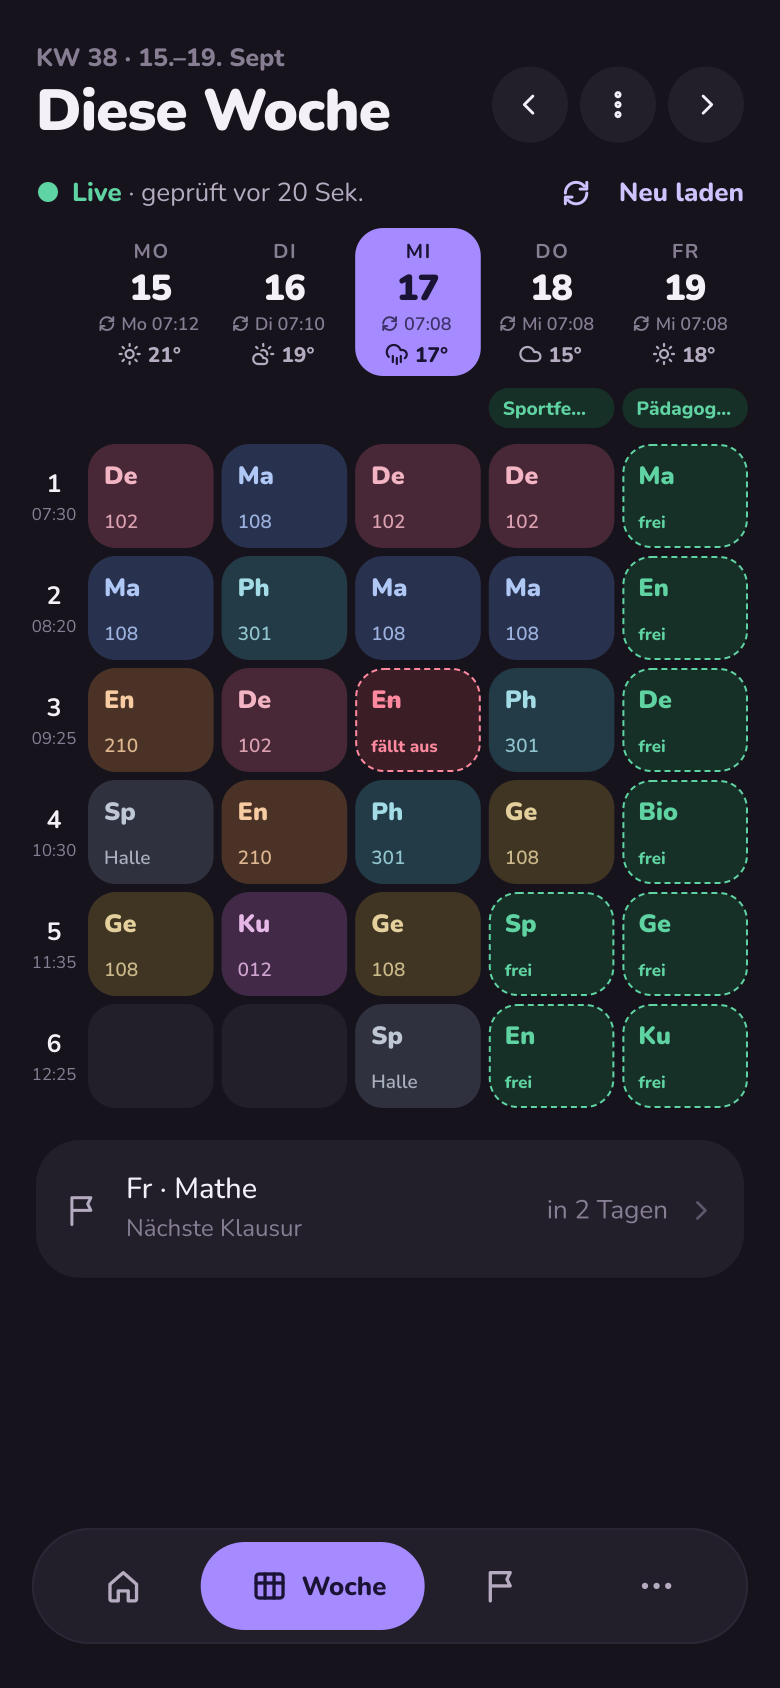 KW 38 · 15.–19. Sept
Diese Woche
Live · geprüft vor 20 Sek.
Neu laden
MO DI MI DO FR
15 16 17 18 19
Mo 07:12 Di 07:10 07:08 Mi 07:08 Mi 07:08
21° 19° 17° 15° 18°
Sportfe... Pädagog...
1 De Ma De De Ma
07:30 102 108 102 102 frei
2 Ma Ph Ma Ma En
08:20 108 301 108 108 frei
3 En De En Ph De
09:25 210 102 fällt aus 301 frei
4 Sp En Ph Ge Bio
10:30 Halle 210 301 108 frei
5 Ge Ku Ge Sp Ge
11:35 108 012 108 frei frei
6 Sp En Ku
12:25 Halle frei frei
Fr · Mathe
Nächste Klausur
in 2 Tagen
Woche